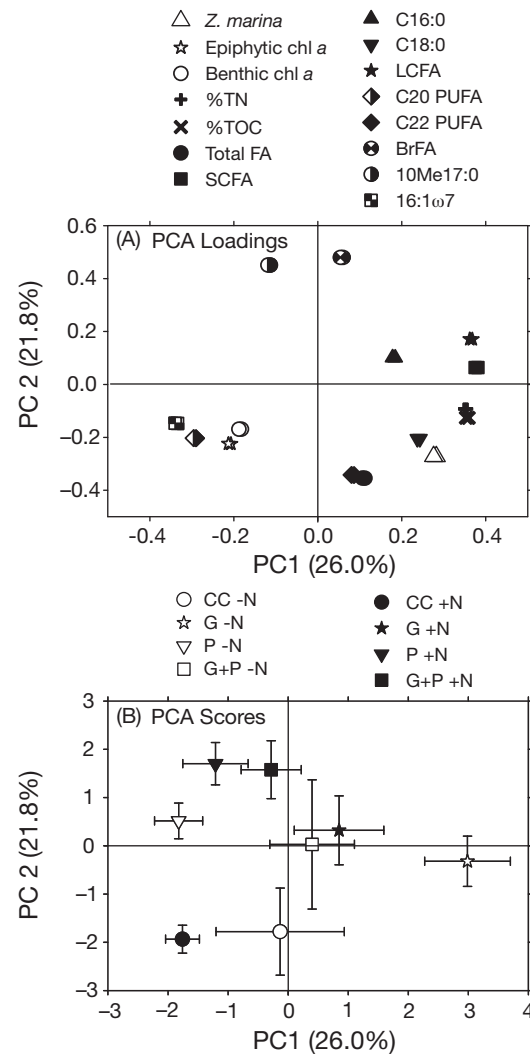 Z. marina
Epiphytic chl a
Benthic chl a
%TN
%TOC
Total FA
SCFA
C16:0
C18:0
LCFA
C20 PUFA
C22 PUFA
BrFA
10Me17:0
16:1ω7
(A) PCA Loadings
PC 2 (21.8%)
0.6
0.4
0.2
0.0
−0.2
−0.4
-0.4
-0.2
0.0
0.2
0.4
PC1 (26.0%)
CC -N
G -N
P -N
G+P -N
CC +N
G +N
P +N
G+P +N
(B) PCA Scores
PC 2 (21.8%)
3
2
1
0
−1
−2
−3
−3
−2
−1
0
1
2
3
4
PC1 (26.0%)